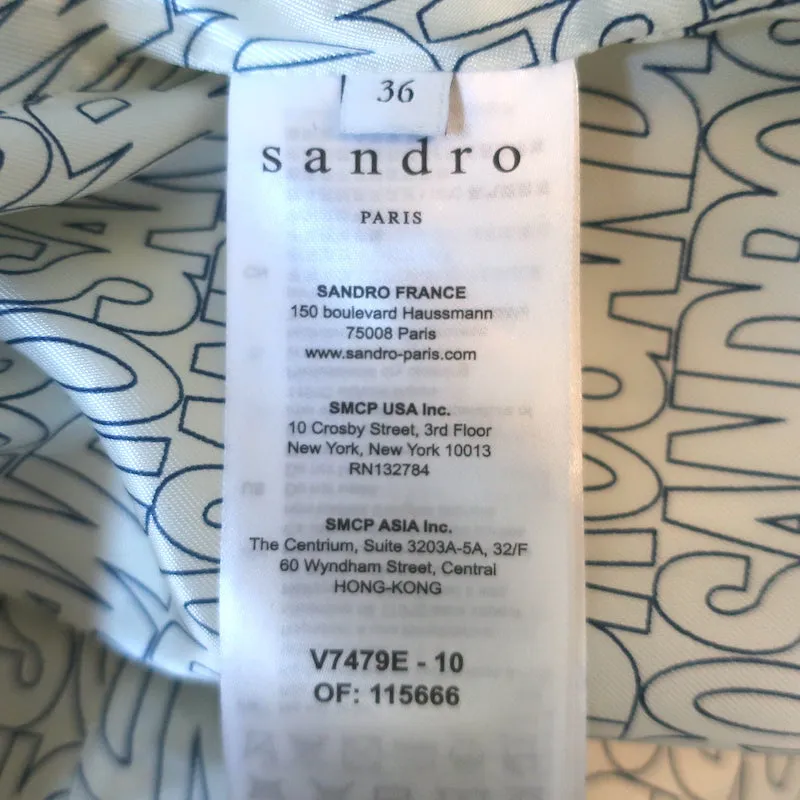 36
sandro
PARIS
SANDRO FRANCE
150 boulevard Haussmann
75008 Paris
www.sandro-paris.com
SMCP USA Inc.
10 Crosby Street, 3rd Floor
New York, New York 10013
RN132784
SMCP ASIA Inc.
The Centrium, Suite 3203A-5A, 32/F
60 Wyndham Street, Central
HONG-KONG
V7479E - 10
OF: 115666
SANDRO